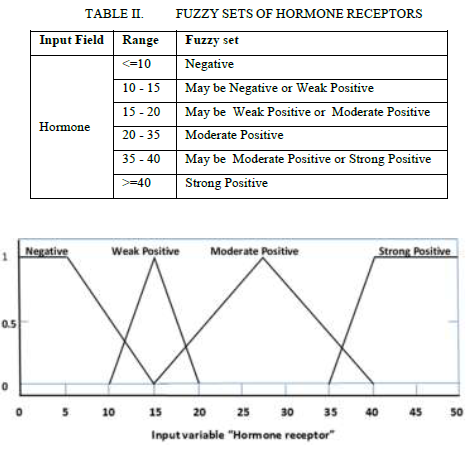 TABLE II. FUZZY SETS OF HORMONE RECEPTORS
Input Field Range Fuzzy set
Hormone
<=10 Negative
10 - 15 May be Negative or Weak Positive
15 - 20 May be Weak Positive or Moderate Positive
20 - 35 Moderate Positive
35 - 40 May be Moderate Positive or Strong Positive
>=40 Strong Positive
Negative Weak Positive Moderate Positive Strong Positive
1
0.5
0
0 5 10 15 20 25 30 35 40 45 50
Input variable "Hormone receptor"